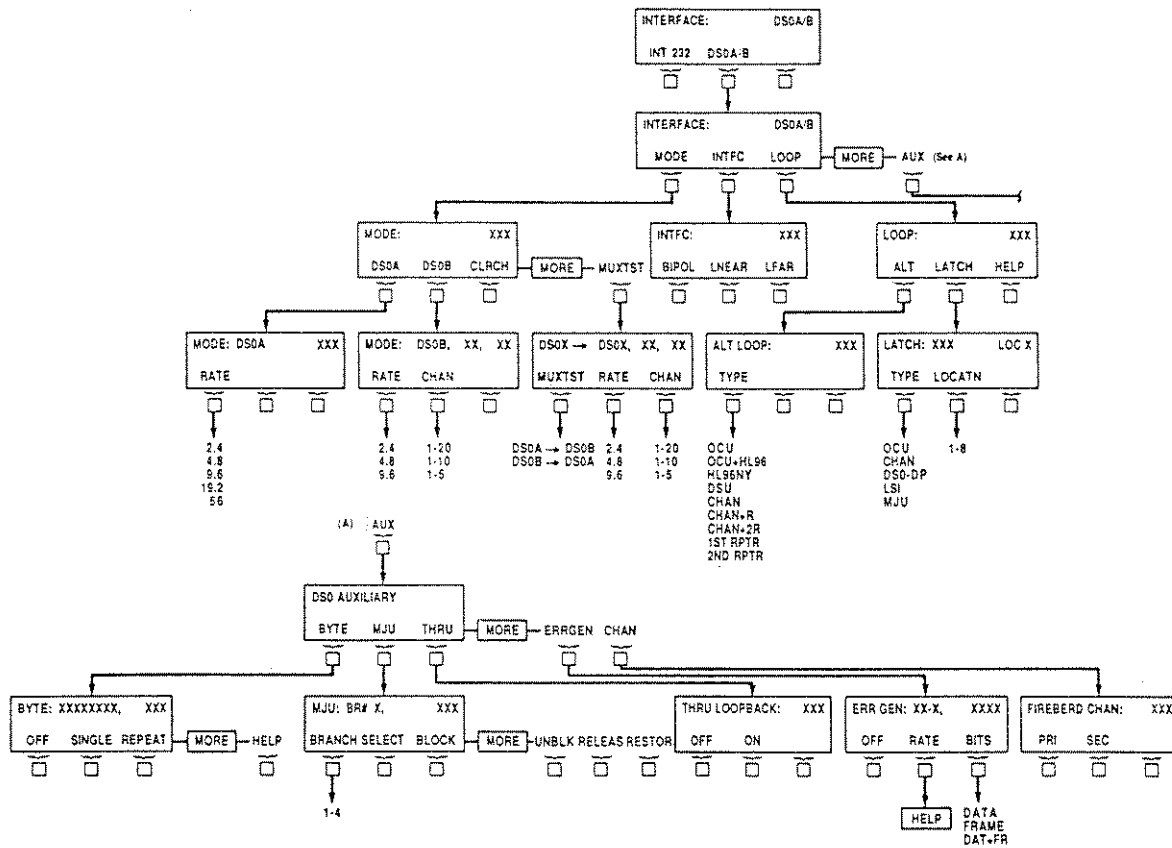 INTERFACE: DS0A/B
INT 232 DS0A/B
INTERFACE: DS0A/B
MODE INTFC LOOP MORE AUX (See A)
MODE: XXX
DS0A DS0B CLRCH MORE MUXTST
INTFC: XXX
BIPOL LNEAR LFAR
LOOP: XXX
ALT LATCH HELP
MODE: DS0A XXX
RATE
2.4
4.8
9.6
19.2
56
MODE: DS0B, XX, XX
RATE CHAN
2.4 1-20
4.8 1-10
9.6 1-5
DS0X → DS0X, XX, XX
MUXTST RATE CHAN
DS0A → DS0B 2.4 1-20
DS0B → DS0A 4.8 1-10
9.6 1-5
ALT LOOP: XXX
TYPE
OCU
OCU+HL96
HL96NY
DSU
CHAN
CHAN+R
CHAN+2R
1ST RPTR
2ND RPTR
LATCH: XXX LOC X
TYPE LOCATN
OCU 1-8
CHAN
DS0-DP
LSI
MJU
(A) AUX
DS0 AUXILIARY
BYTE MJU THRU MORE ERRGEN CHAN
BYTE: XXXXXXXX, XXX
OFF SINGLE REPEAT MORE HELP
MJU: BR# X, XXX
BRANCH SELECT BLOCK MORE UNBLK RELEAS RESTOR
1-4
THRU LOOPBACK: XXX
OFF ON
ERR GEN: XX-X, XXXX
OFF RATE BITS
HELP
DATA
FRAME
DAT+FR
FIREBERD CHAN: XXX
PRI SEC